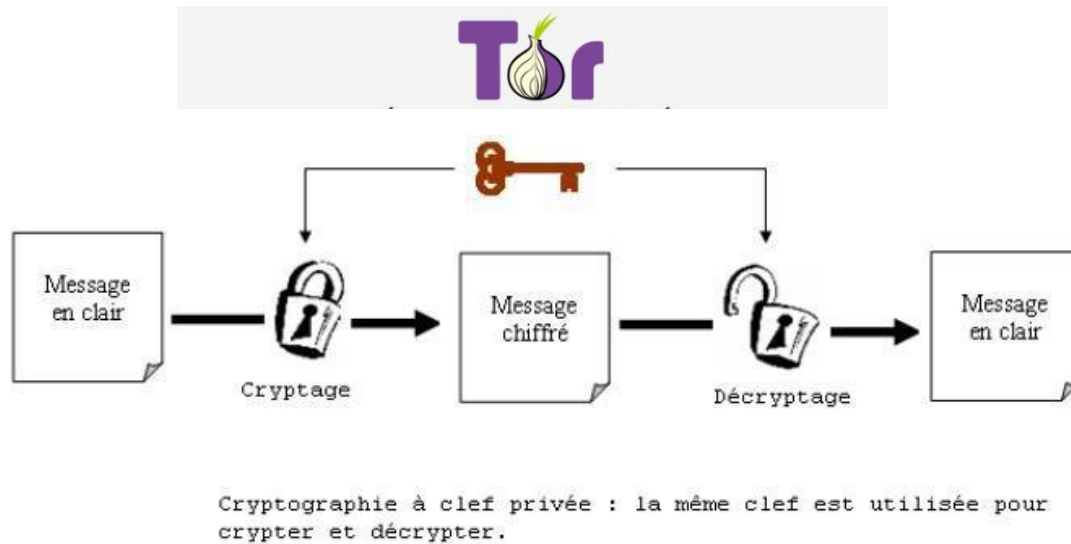 Tor
Message
en clair
Cryptage
Message
chiffré
Décryptage
Message
en clair
Cryptographie à clef privée : la même clef est utilisée pour
crypter et décrypter.